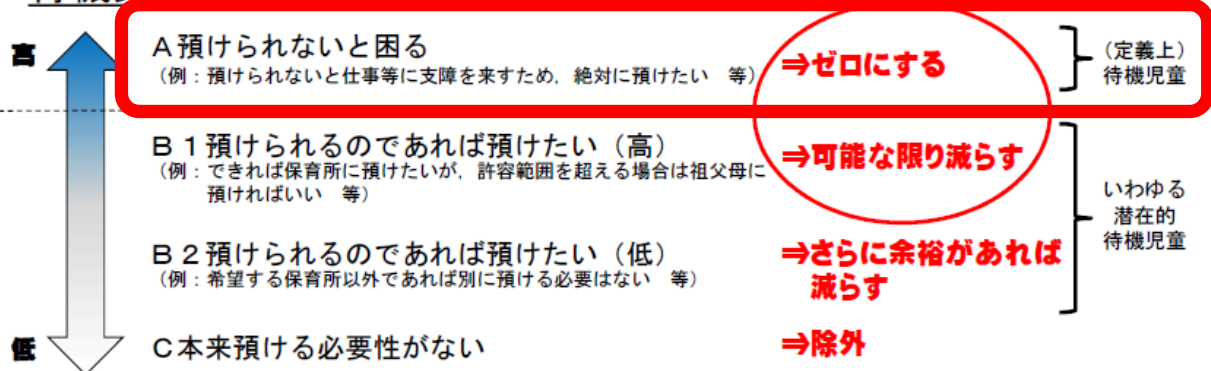 高
A預けられないと困る
（例：預けられないと仕事等に支障を来すため，絶対に預けたい　等）
⇒ゼロにする
（定義上）
待機児童
B１預けられるのであれば預けたい（高）
（例：できれば保育所に預けたいが，許容範囲を超える場合は祖父母に
預ければいい　等）
⇒可能な限り減らす
いわゆる
潜在的
待機児童
B２預けられるのであれば預けたい（低）
（例：希望する保育所以外であれば別に預ける必要はない　等）
⇒さらに余裕があれば
減らす
低
C本来預ける必要性がない
⇒除外